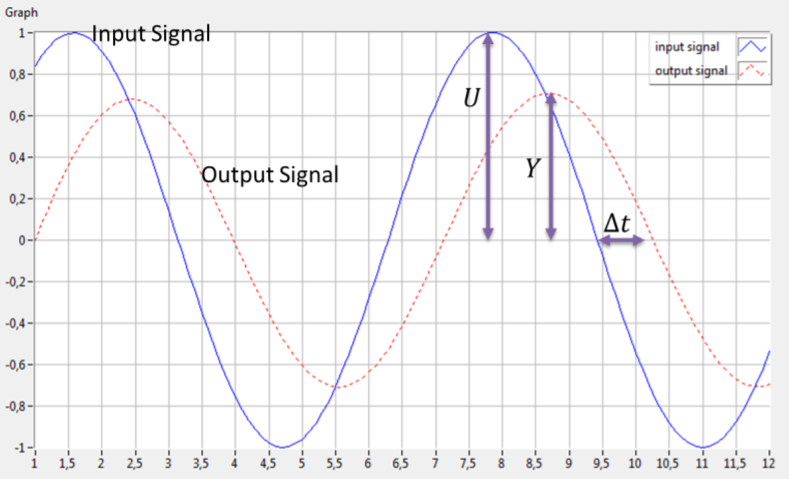 Graph
Input Signal
input signal
output signal
Output Signal
U
Y
Δt
1
0,8
0,6
0,4
0,2
0
-0,2
-0,4
-0,6
-0,8
-1
1 1,5 2 2,5 3 3,5 4 4,5 5 5,5 6 6,5 7 7,5 8 8,5 9 9,5 10 10,5 11 11,5 12